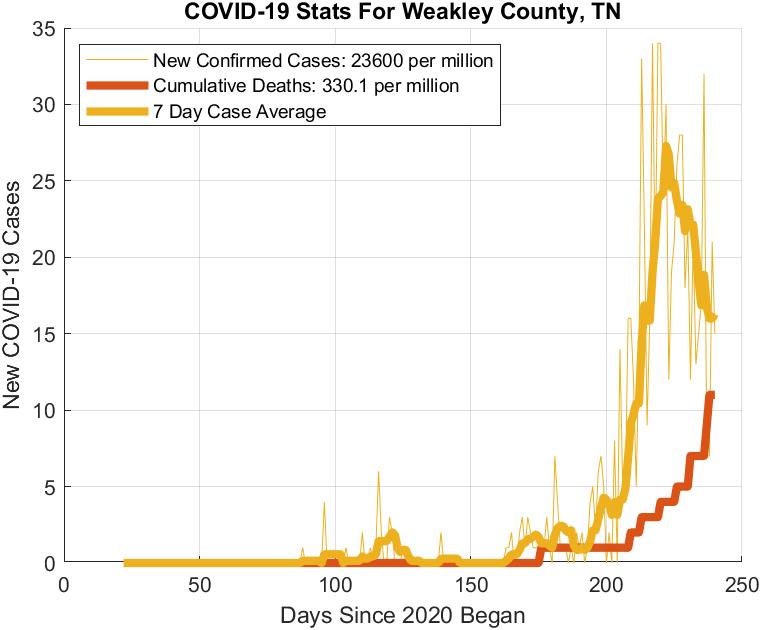 COVID-19 Stats For Weakley County, TN
New Confirmed Cases: 23600 per million
Cumulative Deaths: 330.1 per million
7 Day Case Average
New COVID-19 Cases
35
30
25
20
15
10
5
0
0 50 100 150 200 250
Days Since 2020 Began